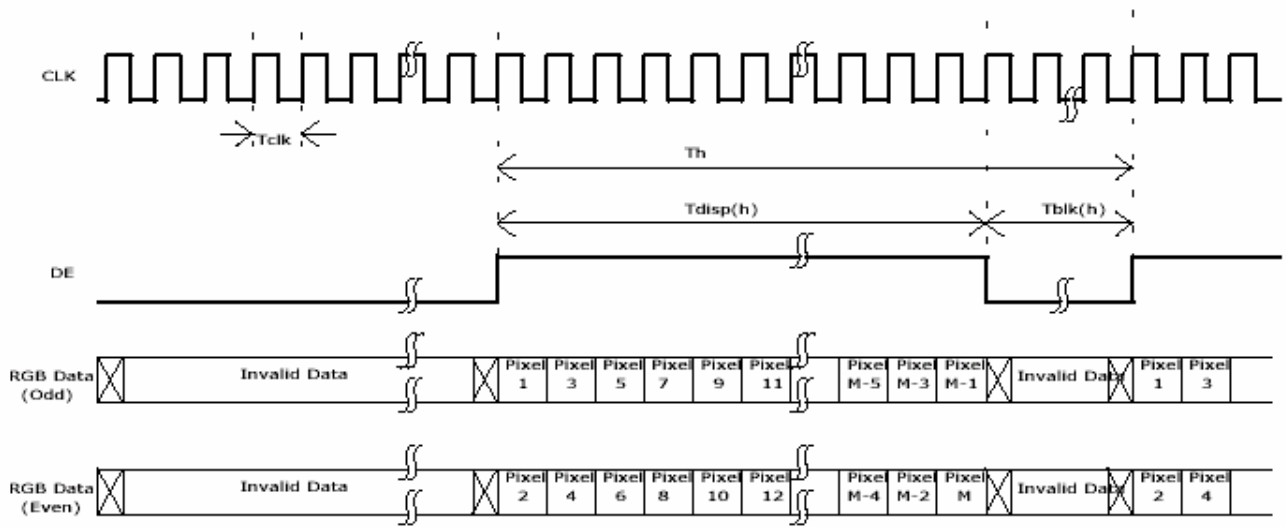 CLK
Tclk
Th
Tdisp(h)
Tblk(h)
DE
RGB Data
(Odd)
Invalid Data
Pixel 1
Pixel 3
Pixel 5
Pixel 7
Pixel 9
Pixel 11
Pixel M-5
Pixel M-3
Pixel M-1
Invalid Data
Pixel 1
Pixel 3
RGB Data
(Even)
Invalid Data
Pixel 2
Pixel 4
Pixel 6
Pixel 8
Pixel 10
Pixel 12
Pixel M-4
Pixel M-2
Pixel M
Invalid Data
Pixel 2
Pixel 4